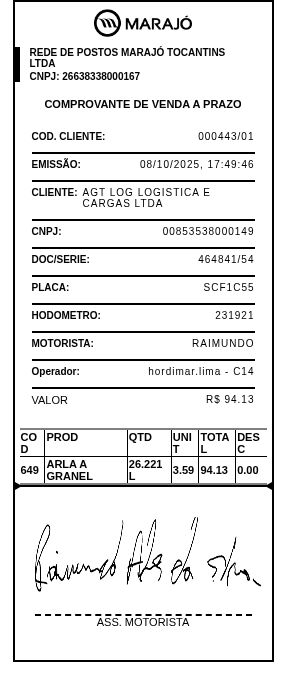 MARAJÓ
REDE DE POSTOS MARAJÓ TOCANTINS
LTDA
CNPJ: 26638338000167
COMPROVANTE DE VENDA A PRAZO
COD. CLIENTE: 000443/01
EMISSÃO: 08/10/2025, 17:49:46
CLIENTE: AGT LOG LOGISTICA E
CARGAS LTDA
CNPJ: 00853538000149
DOC/SERIE: 464841/54
PLACA: SCF1C55
HODOMETRO: 231921
MOTORISTA: RAIMUNDO
Operador: hordimar.lima - C14
VALOR R$ 94.13
COD PROD QTD UNIT TOTAL DESC
649 ARLA A GRANEL 26.221 L 3.59 94.13 0.00
Raimundo
ASS. MOTORISTA